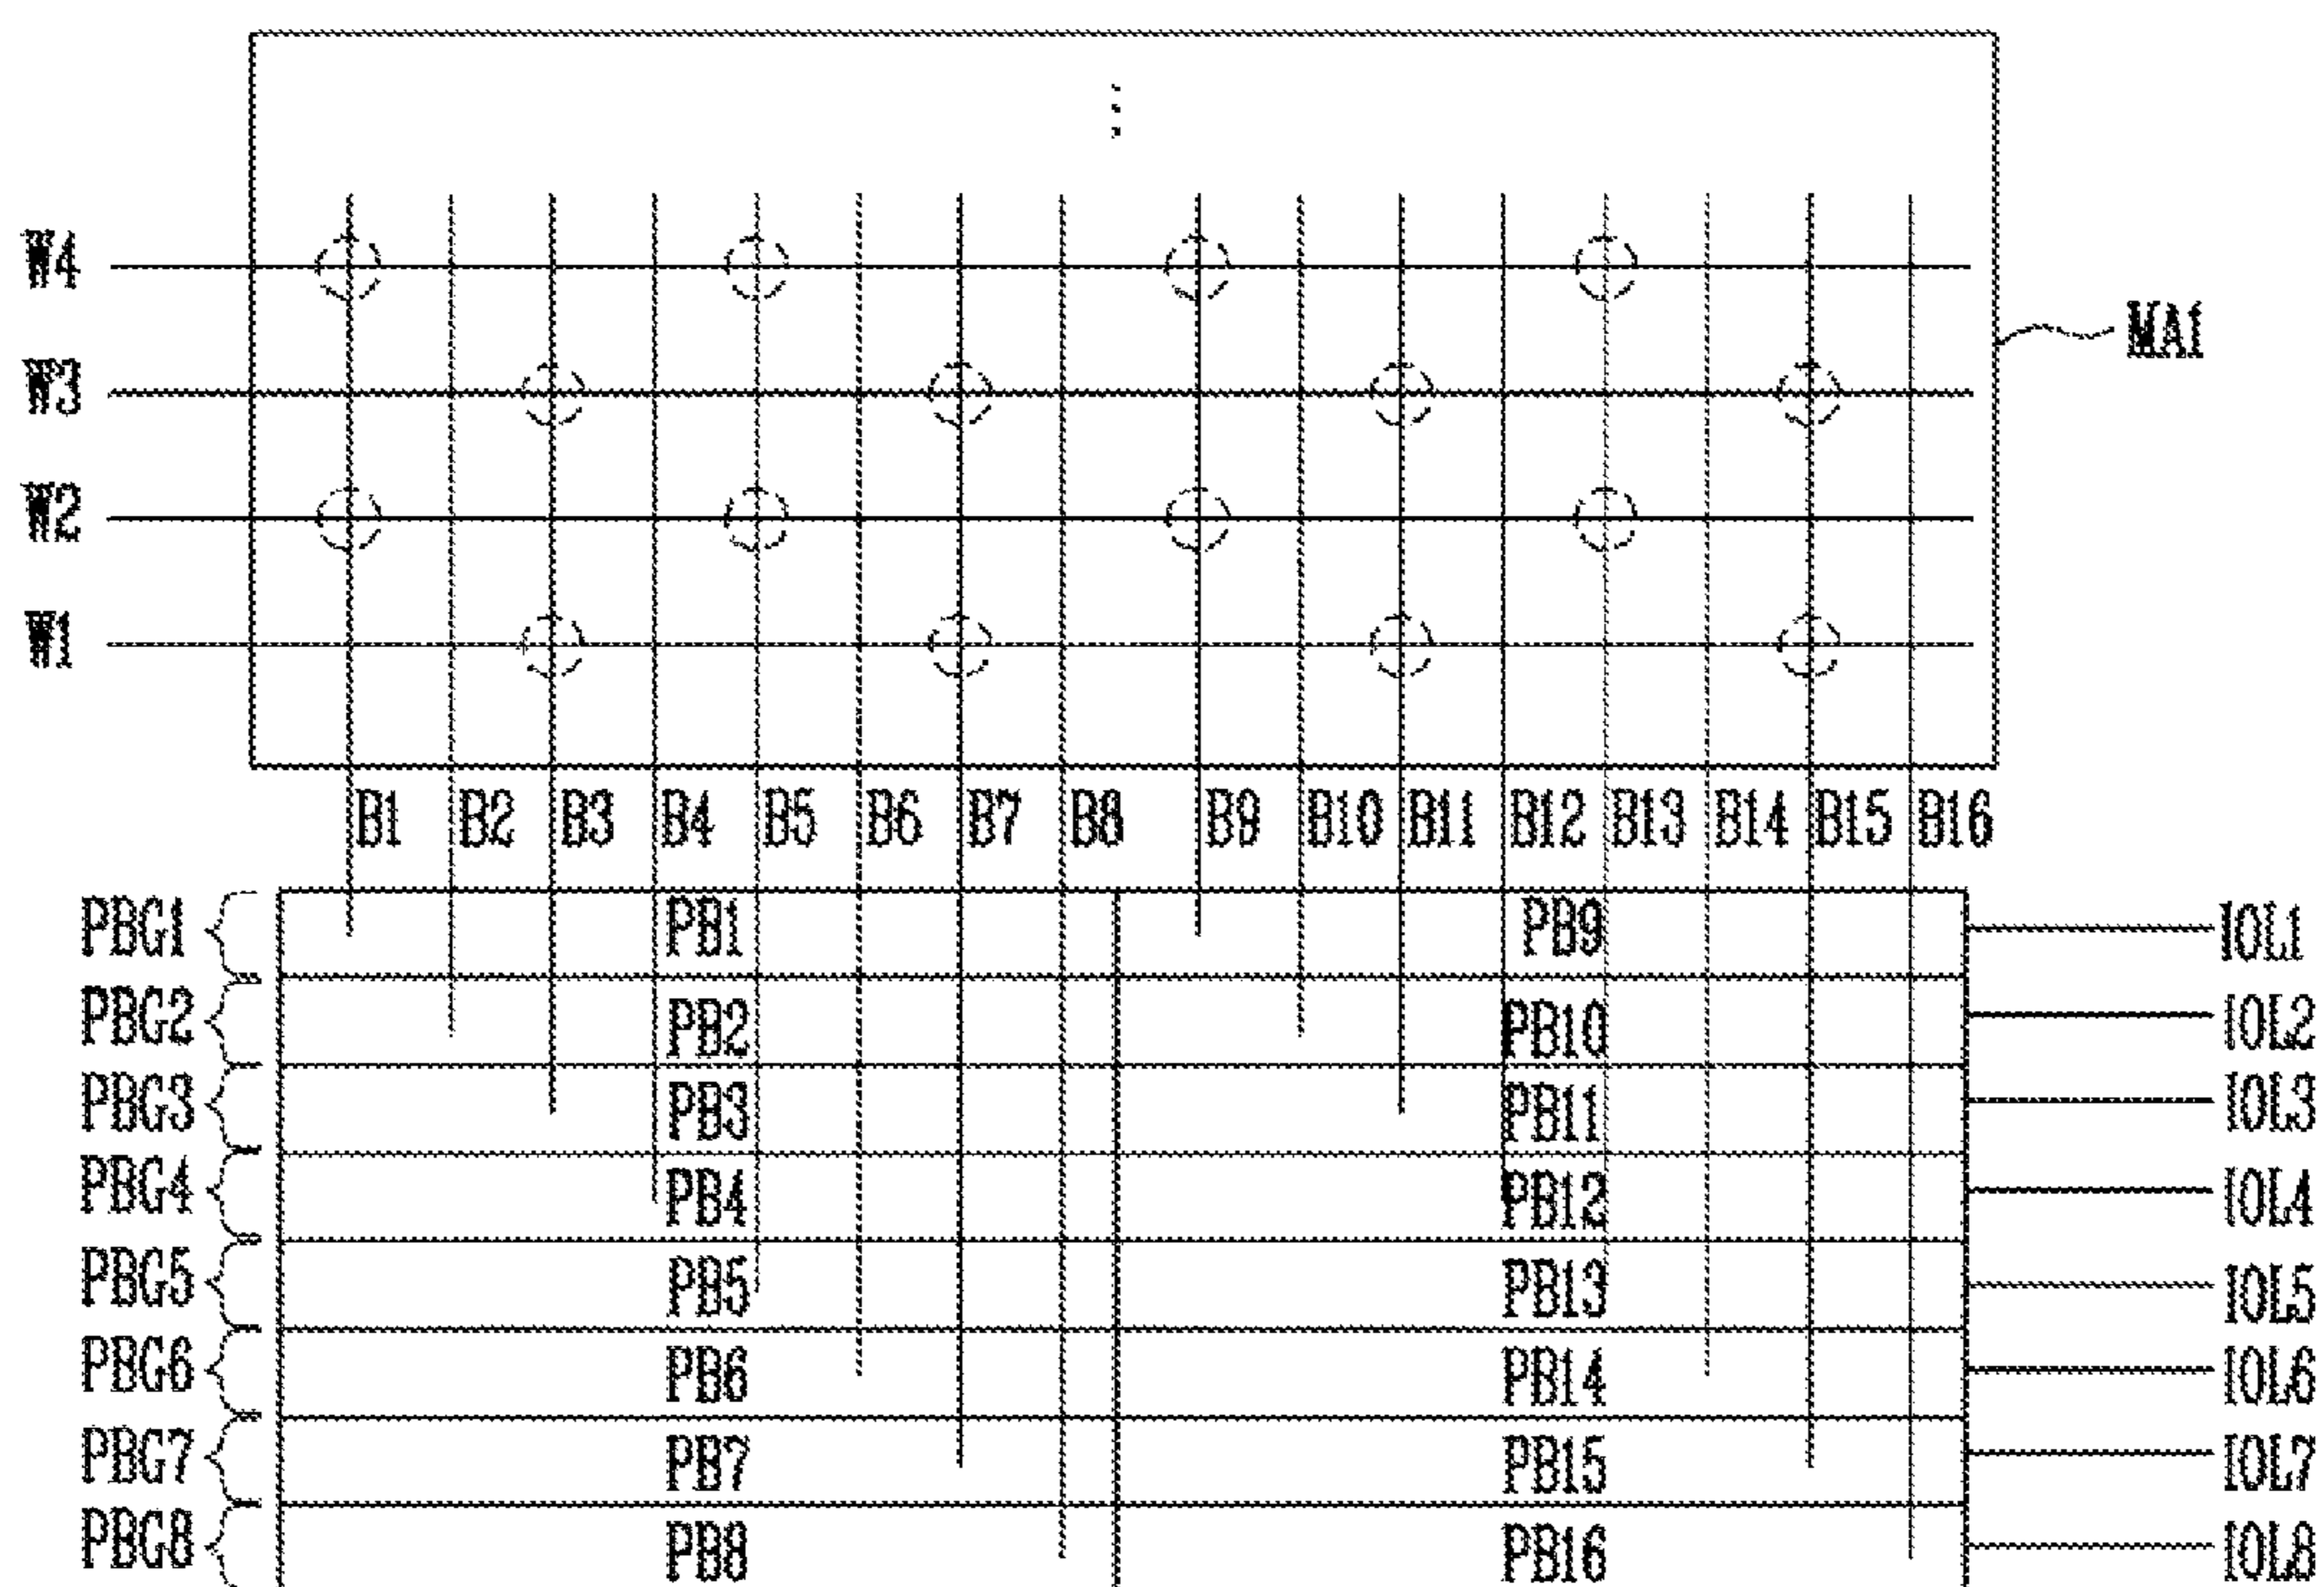 W4
MA1
W3
W2
W1
B1 B2 B3 B4 B5 B6 B7 B8 B9 B10 B11 B12 B13 B14 B15 B16
PBG1 PB1 PB9 IOL1
PBG2 PB2 PB10 IOL2
PBG3 PB3 PB11 IOL3
PBG4 PB4 PB12 IOL4
PBG5 PB5 PB13 IOL5
PBG6 PB6 PB14 IOL6
PBG7 PB7 PB15 IOL7
PBG8 PB8 PB16 IOL8